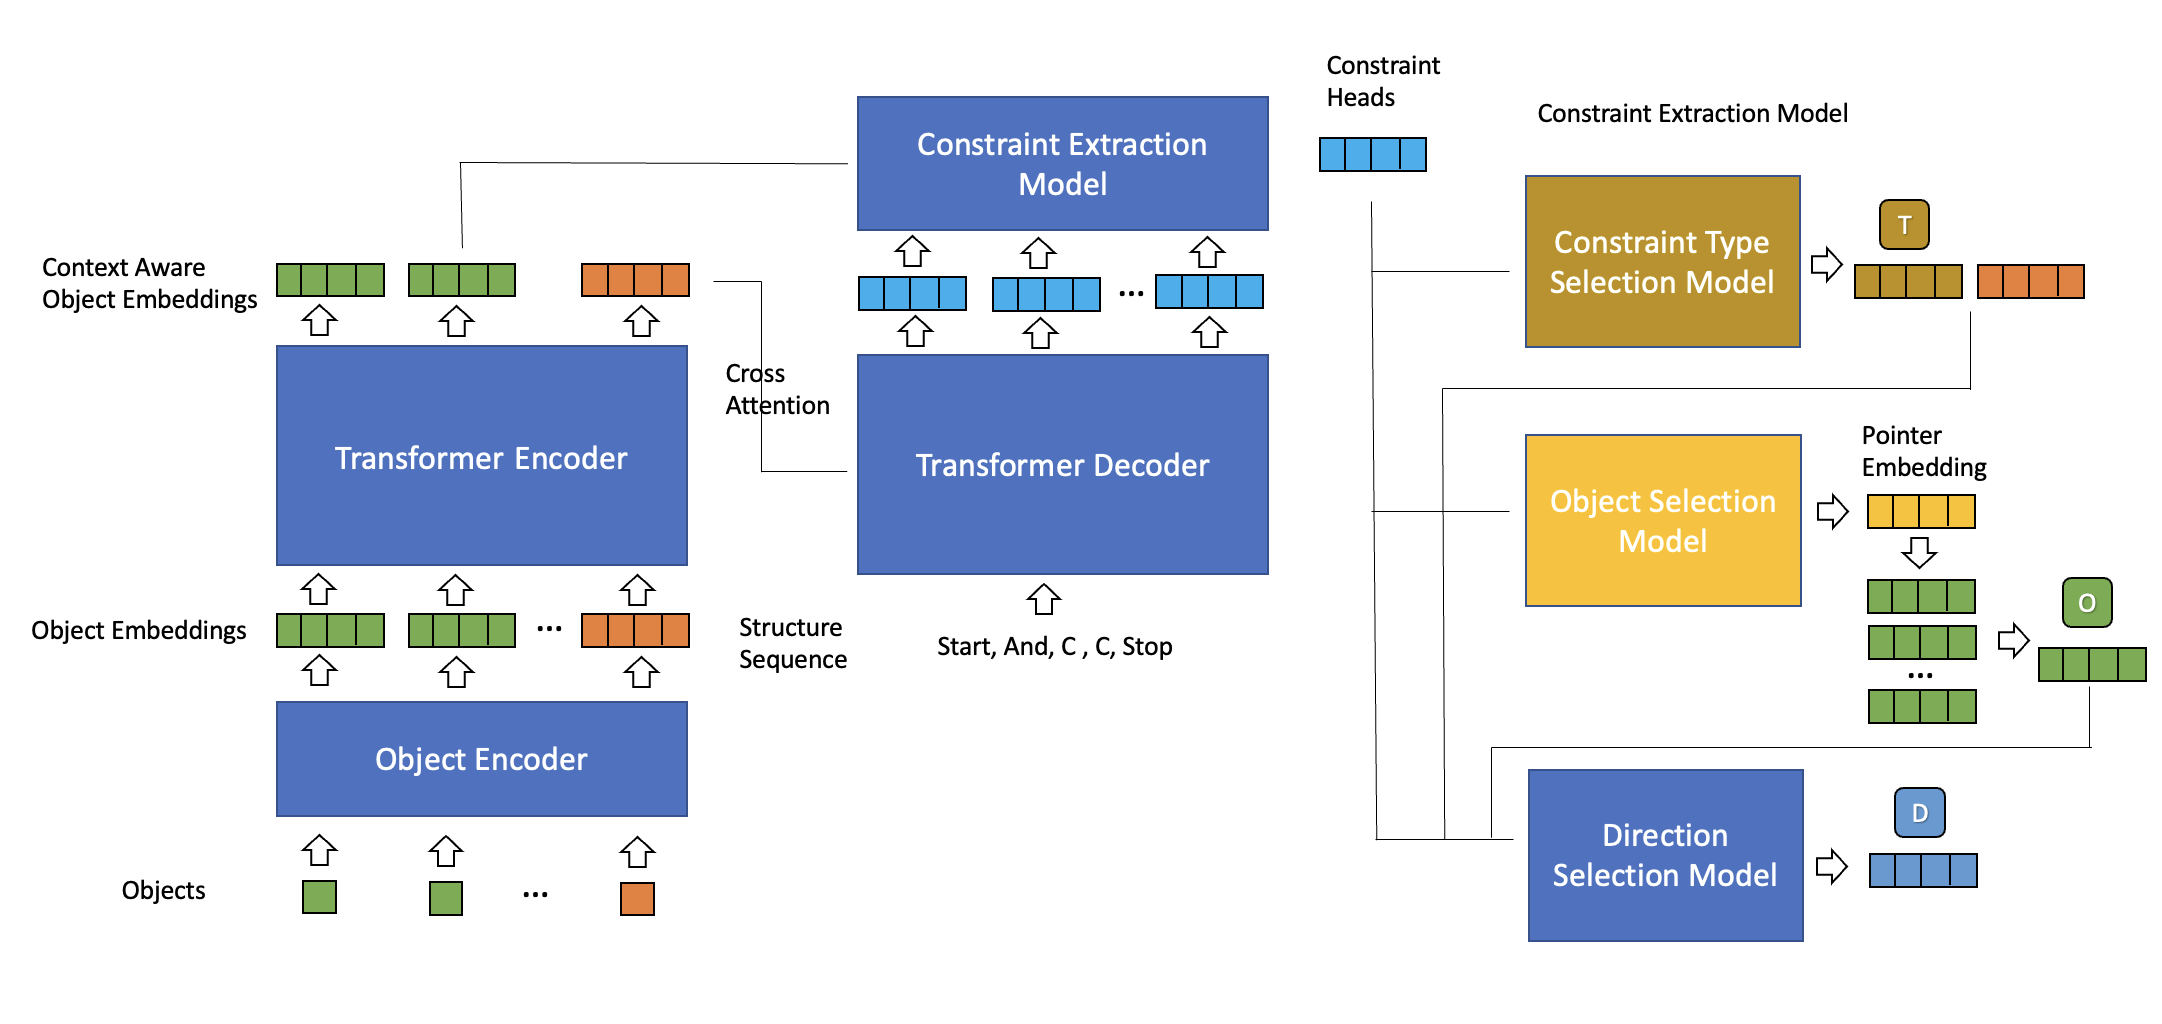 Constraint
Heads
Constraint Extraction Model
Constraint Extraction
Model
Constraint Type
Selection Model
T
Context Aware
Object Embeddings
...
Cross
Attention
Transformer Encoder
Transformer Decoder
Pointer
Embedding
Object Selection
Model
O
...
Object Embeddings
...
Structure
Sequence
Start, And, C , C, Stop
Object Encoder
Direction
Selection Model
D
Objects
...